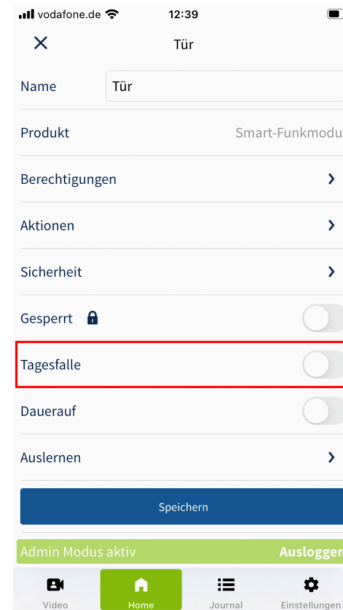 vodafone.de 12:39
Tür
Name Tür
Produkt Smart-Funkmodu
Berechtigungen
Aktionen
Sicherheit
Gesperrt
Tagesfalle
Dauerauf
Auslernen
Speichern
Admin Modus aktiv Ausloggen
Video Home Journal Einstellungen